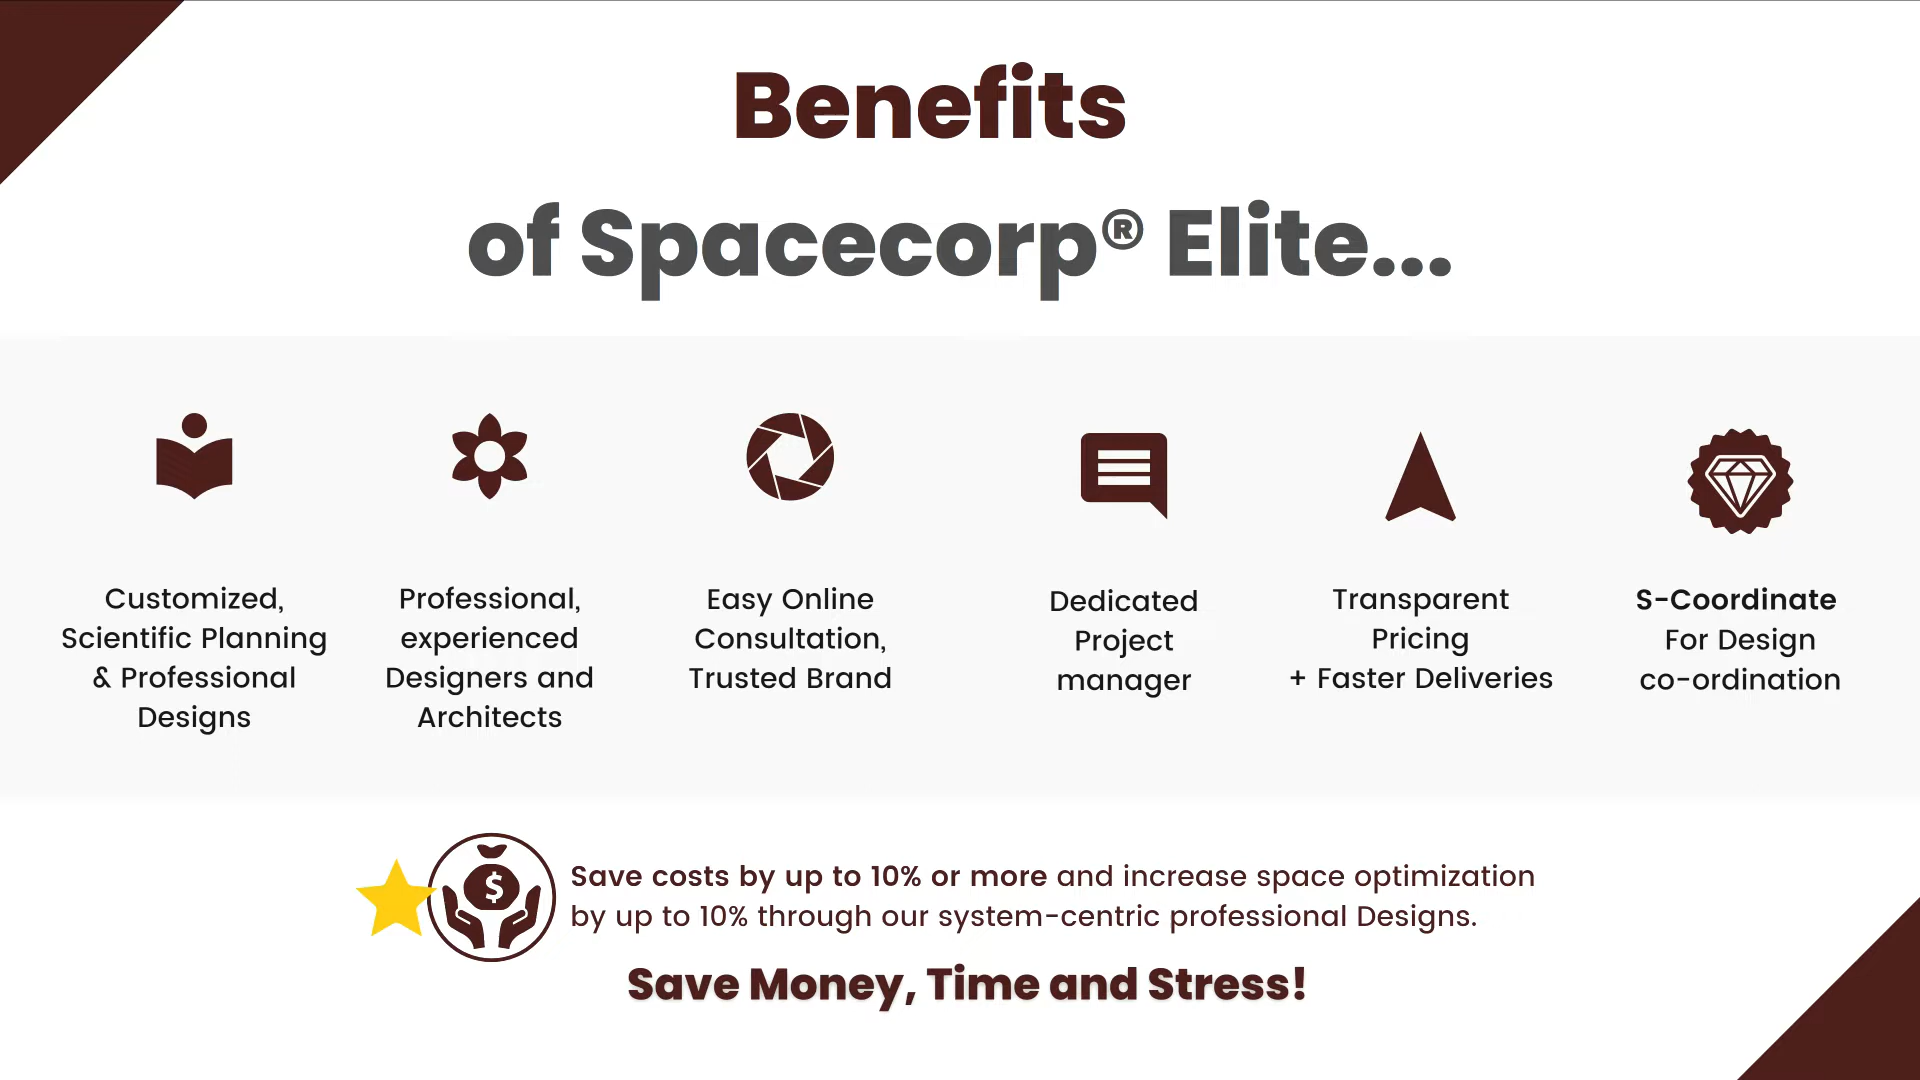 Benefits
of Spacecorp® Elite...
Customized,
Scientific Planning
& Professional
Designs
Professional,
experienced
Designers and
Architects
Easy Online
Consultation,
Trusted Brand
Dedicated
Project
manager
Transparent
Pricing
+ Faster Deliveries
S-Coordinate
For Design
co-ordination
$
Save costs by up to 10% or more and increase space optimization
by up to 10% through our system-centric professional Designs.
Save Money, Time and Stress!